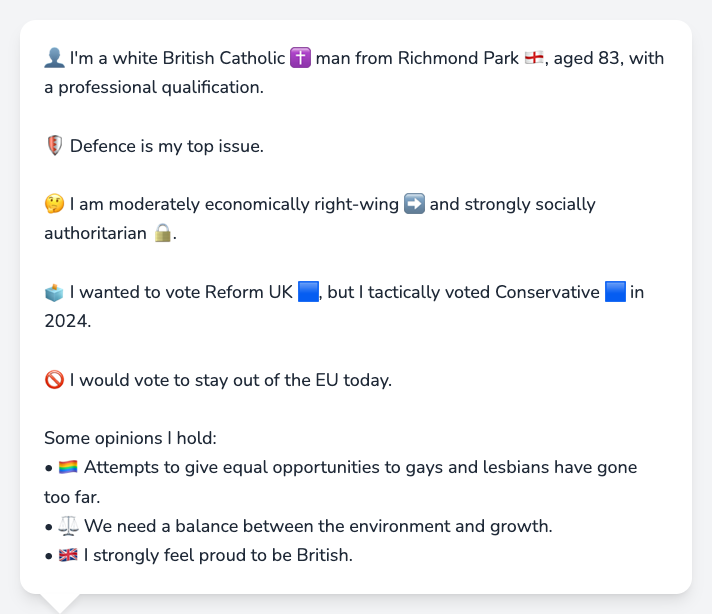 👤 I'm a white British Catholic ✝️ man from Richmond Park 🏴󠁧󠁢󠁥󠁮󠁧󠁿, aged 83, with
a professional qualification.
🛡️ Defence is my top issue.
🤔 I am moderately economically right-wing ➡️ and strongly socially
authoritarian 🔒.
🗳️ I wanted to vote Reform UK 🟦, but I tactically voted Conservative 🟦 in
2024.
🚫 I would vote to stay out of the EU today.
Some opinions I hold:
• 🏳️‍🌈 Attempts to give equal opportunities to gays and lesbians have gone
too far.
• ⚖️ We need a balance between the environment and growth.
• 🇬🇧 I strongly feel proud to be British.